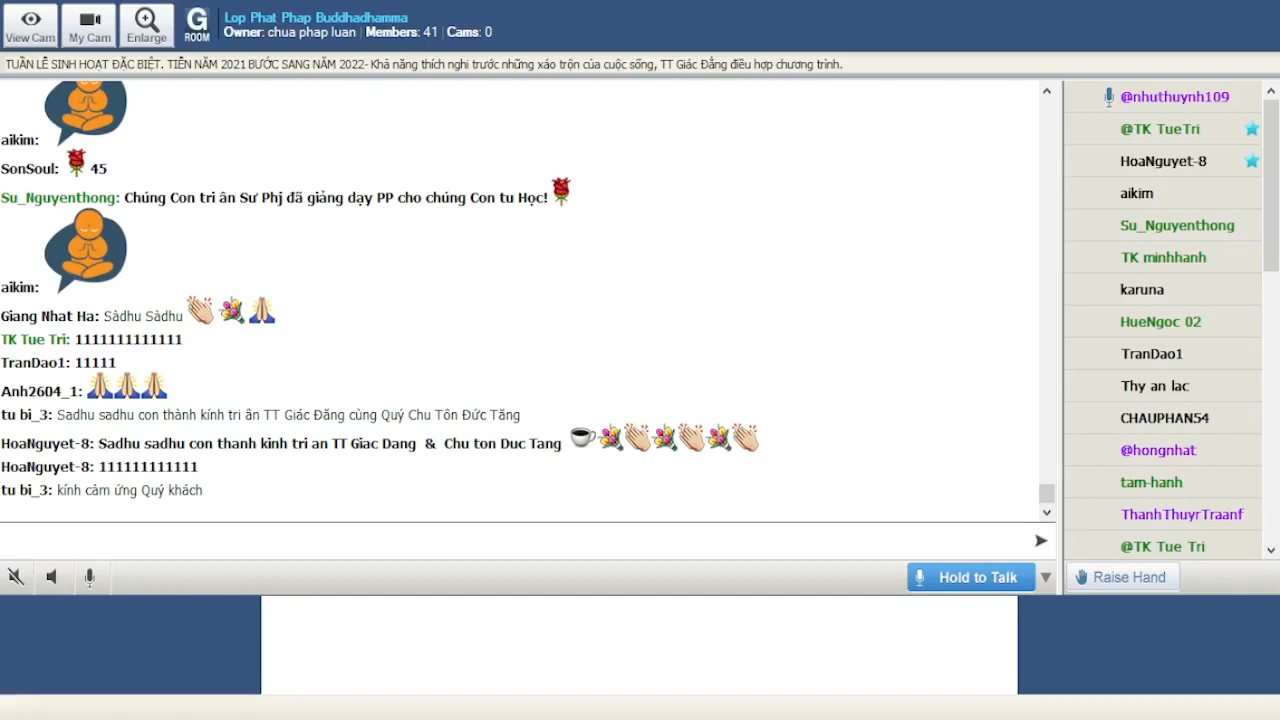 Lop Phat Phap Buddhadhamma
Owner: chua phap luan | Members: 41 | Cams: 0
View Cam
My Cam
Enlarge
G
ROOM
TUẦN LỄ SINH HOẠT ĐẶC BIỆT. TIỄN NĂM 2021 BƯỚC SANG NĂM 2022- Khả năng thích nghi trước những xáo trộn của cuộc sống, TT Giác Đẳng điều hợp chương trình.
aikim:
SonSoul: 45
Su_Nguyenthong: Chúng Con tri ân Sư Phj đã giảng dạy PP cho chúng Con tu Học!
aikim:
Giang Nhat Ha: Sàdhu Sàdhu
TK Tue Tri: 1111111111111
TranDao1: 11111
Anh2604_1:
tu bi_3: Sadhu sadhu con thành kính tri ân TT Giác Đăng cùng Quý Chu Tôn Đức Tăng
HoaNguyet-8: Sadhu sadhu con thanh kinh tri an TT Giac Dang & Chu ton Duc Tang
HoaNguyet-8: 111111111111
tu bi_3: kính cảm ứng Quý khách
Hold to Talk
@nhuthuynh109
@TK TueTri
HoaNguyet-8
aikim
Su_Nguyenthong
TK minhhanh
karuna
HueNgoc 02
TranDao1
Thy an lac
CHAUPHAN54
@hongnhat
tam-hanh
ThanhThuyrTraanf
@TK Tue Tri
Raise Hand